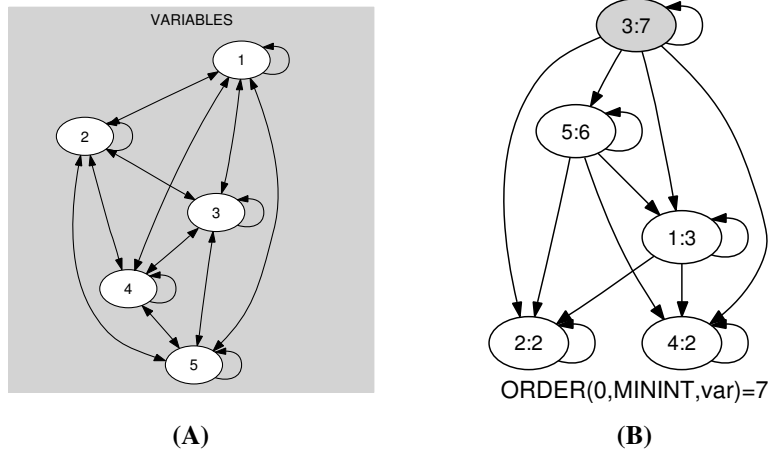 VARIABLES
1
2
3
4
5
(A)
3:7
5:6
1:3
2:2
4:2
ORDER(0,MININT,var)=7
(B)